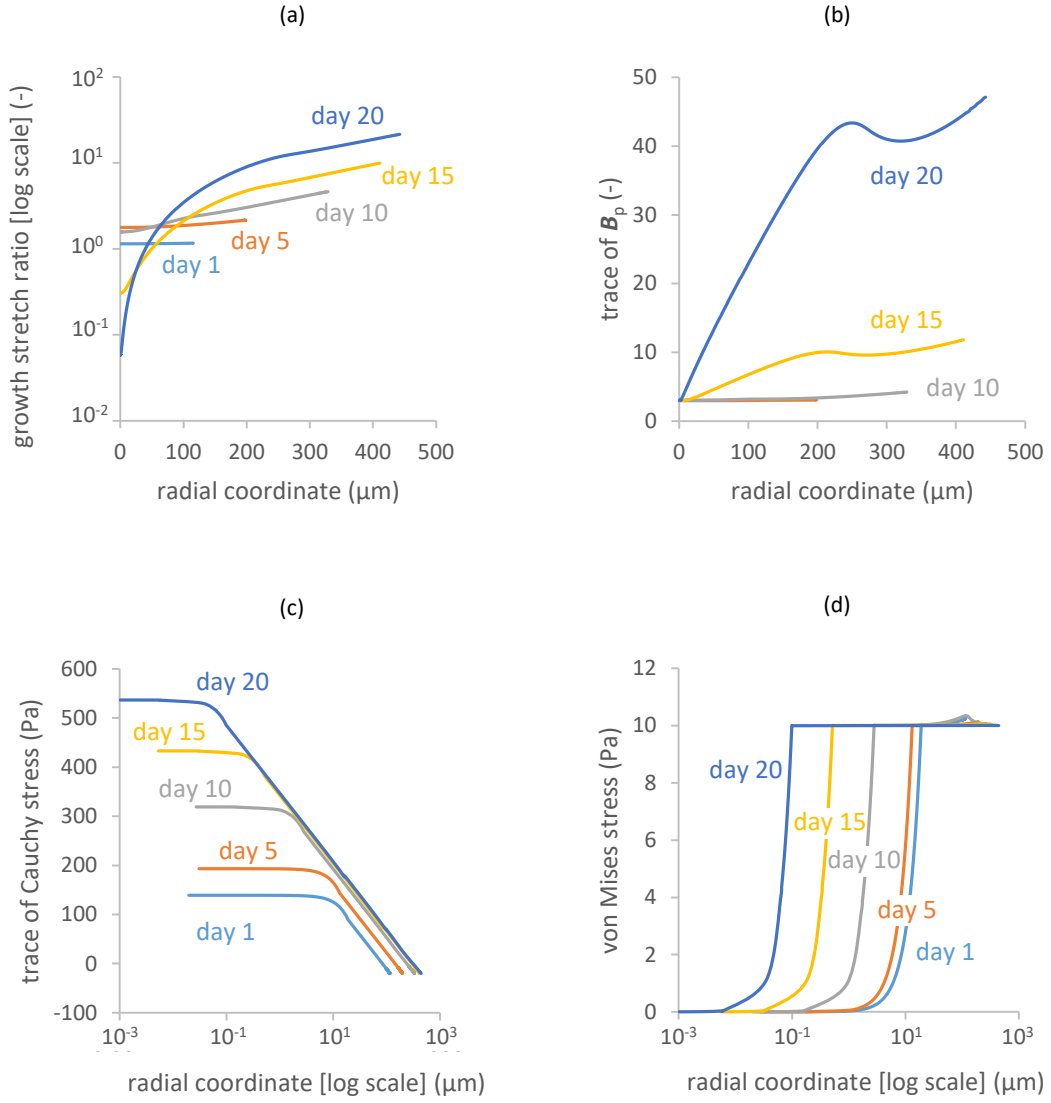 (a)
growth stretch ratio [log scale] (-)
10²
10¹
10⁰
10⁻¹
10⁻²
day 20
day 15
day 10
day 5
day 1
0 100 200 300 400 500
radial coordinate (µm)
(b)
trace of Bₚ (-)
50
40
30
20
10
0
day 20
day 15
day 10
0 100 200 300 400 500
radial coordinate (µm)
(c)
trace of Cauchy stress (Pa)
600
500
400
300
200
100
0
-100
day 20
day 15
day 10
day 5
day 1
10⁻³ 10⁻¹ 10¹ 10³
radial coordinate [log scale] (µm)
(d)
von Mises stress (Pa)
12
10
8
6
4
2
0
day 20
day 15
day 10
day 5
day 1
10⁻³ 10⁻¹ 10¹ 10³
radial coordinate [log scale] (µm)